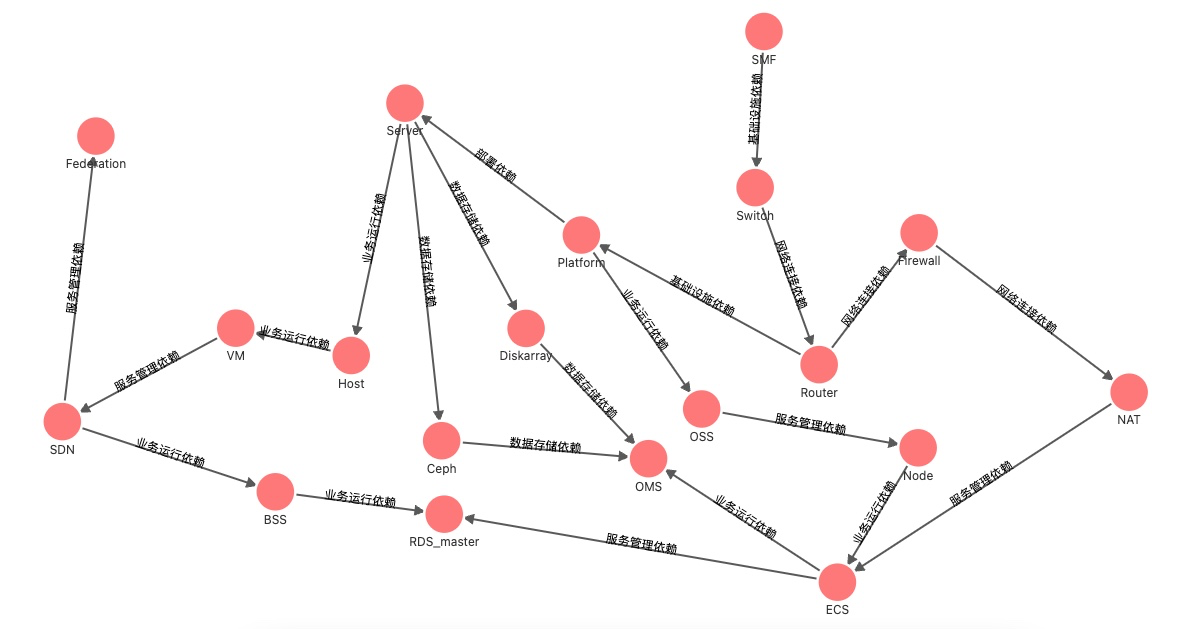 SMF
基础设施依赖
Server
Federation
部署依赖
Switch
数据存储依赖
业务运行依赖
数据存储依赖
服务管理依赖
Platform
Firewall
网络连接依赖
网络连接依赖
基础设施依赖
网络连接依赖
业务运行依赖
VM
业务运行依赖
Diskarray
Host
服务管理依赖
Router
数据存储依赖
NAT
OSS
服务管理依赖
SDN
业务运行依赖
Ceph
数据存储依赖
OMS
Node
服务管理依赖
BSS
业务运行依赖
RDS_master
业务运行依赖
业务运行依赖
服务管理依赖
ECS